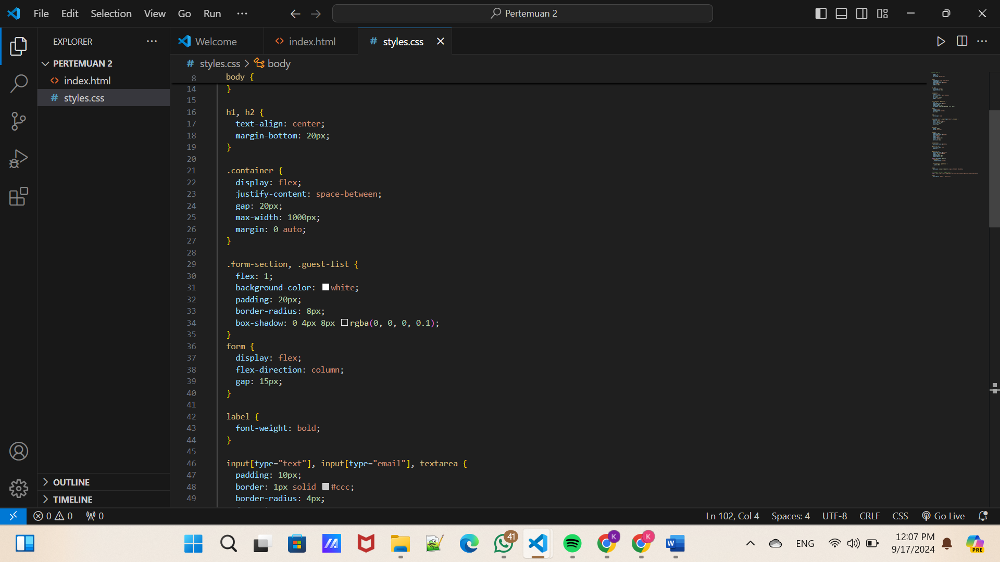 File Edit Selection View Go Run ···
Pertemuan 2
EXPLORER
PERTEMUAN 2
index.html
styles.css
OUTLINE
TIMELINE
Welcome
index.html
styles.css
styles.css > body
8 body {
14 }
15
16 h1, h2 {
17 text-align: center;
18 margin-bottom: 20px;
19 }
20
21 .container {
22 display: flex;
23 justify-content: space-between;
24 gap: 20px;
25 max-width: 1000px;
26 margin: 0 auto;
27 }
28
29 .form-section, .guest-list {
30 flex: 1;
31 background-color: white;
32 padding: 20px;
33 border-radius: 8px;
34 box-shadow: 0 4px 8px rgba(0, 0, 0, 0.1);
35 }
36 form {
37 display: flex;
38 flex-direction: column;
39 gap: 15px;
40 }
41
42 label {
43 font-weight: bold;
44 }
45
46 input[type="text"], input[type="email"], textarea {
47 padding: 10px;
48 border: 1px solid #ccc;
49 border-radius: 4px;
0 0 0
Ln 102, Col 4 Spaces: 4 UTF-8 CRLF CSS Go Live
41
K
K
W
ENG
12:07 PM
9/17/2024
PRE